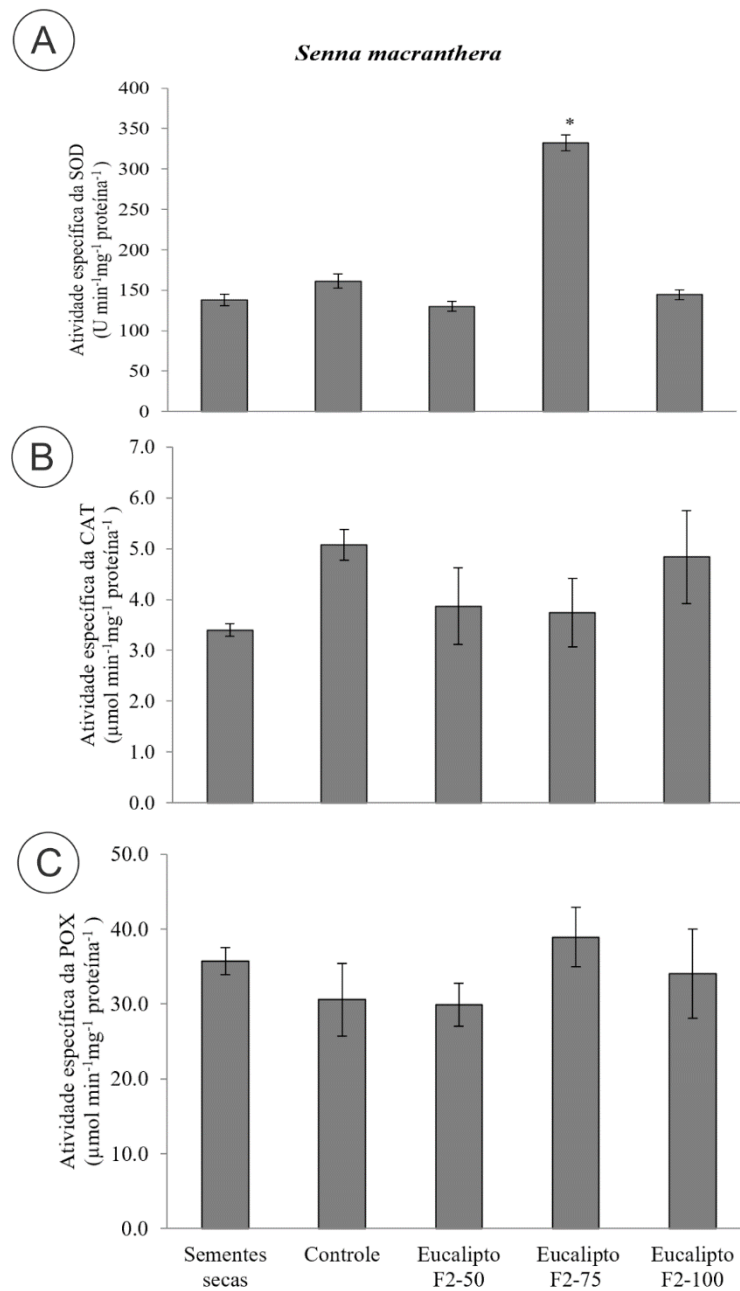 A
Senna macranthera
Atividade específica da SOD
(U min-1mg-1 proteína-1)
400
350
300
250
200
150
100
50
0
*
B
Atividade específica da CAT
(µmol min-1mg-1 proteína-1 )
7.0
6.0
5.0
4.0
3.0
2.0
1.0
0.0
C
Atividade específica da POX
(µmol min-1mg-1 proteína-1 )
50.0
40.0
30.0
20.0
10.0
0.0
Sementes
secas
Controle
Eucalipto
F2-50
Eucalipto
F2-75
Eucalipto
F2-100